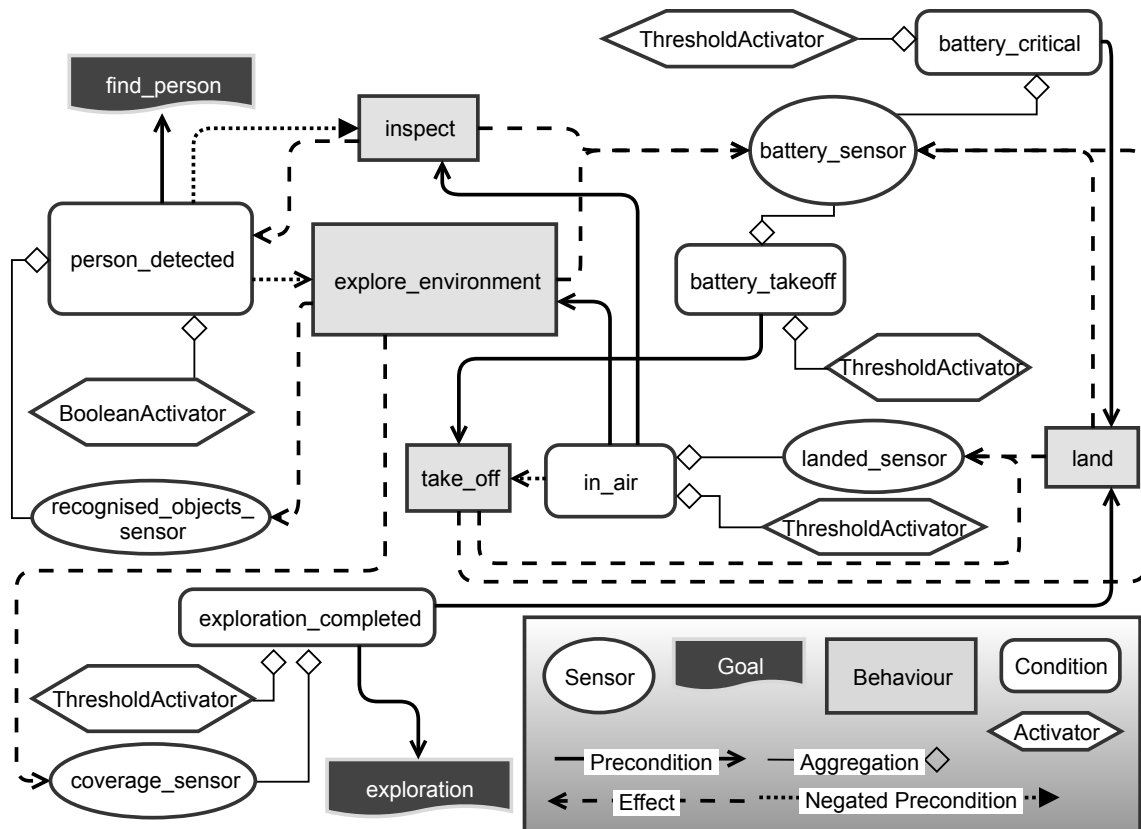 ThresholdActivator
battery_critical
find_person
inspect
battery_sensor
person_detected
explore_environment
battery_takeoff
ThresholdActivator
BooleanActivator
take_off
in_air
landed_sensor
land
recognised_objects_
sensor
ThresholdActivator
exploration_completed
ThresholdActivator
coverage_sensor
exploration
Sensor
Goal
Behaviour
Condition
Activator
Precondition
Aggregation
Effect
Negated Precondition